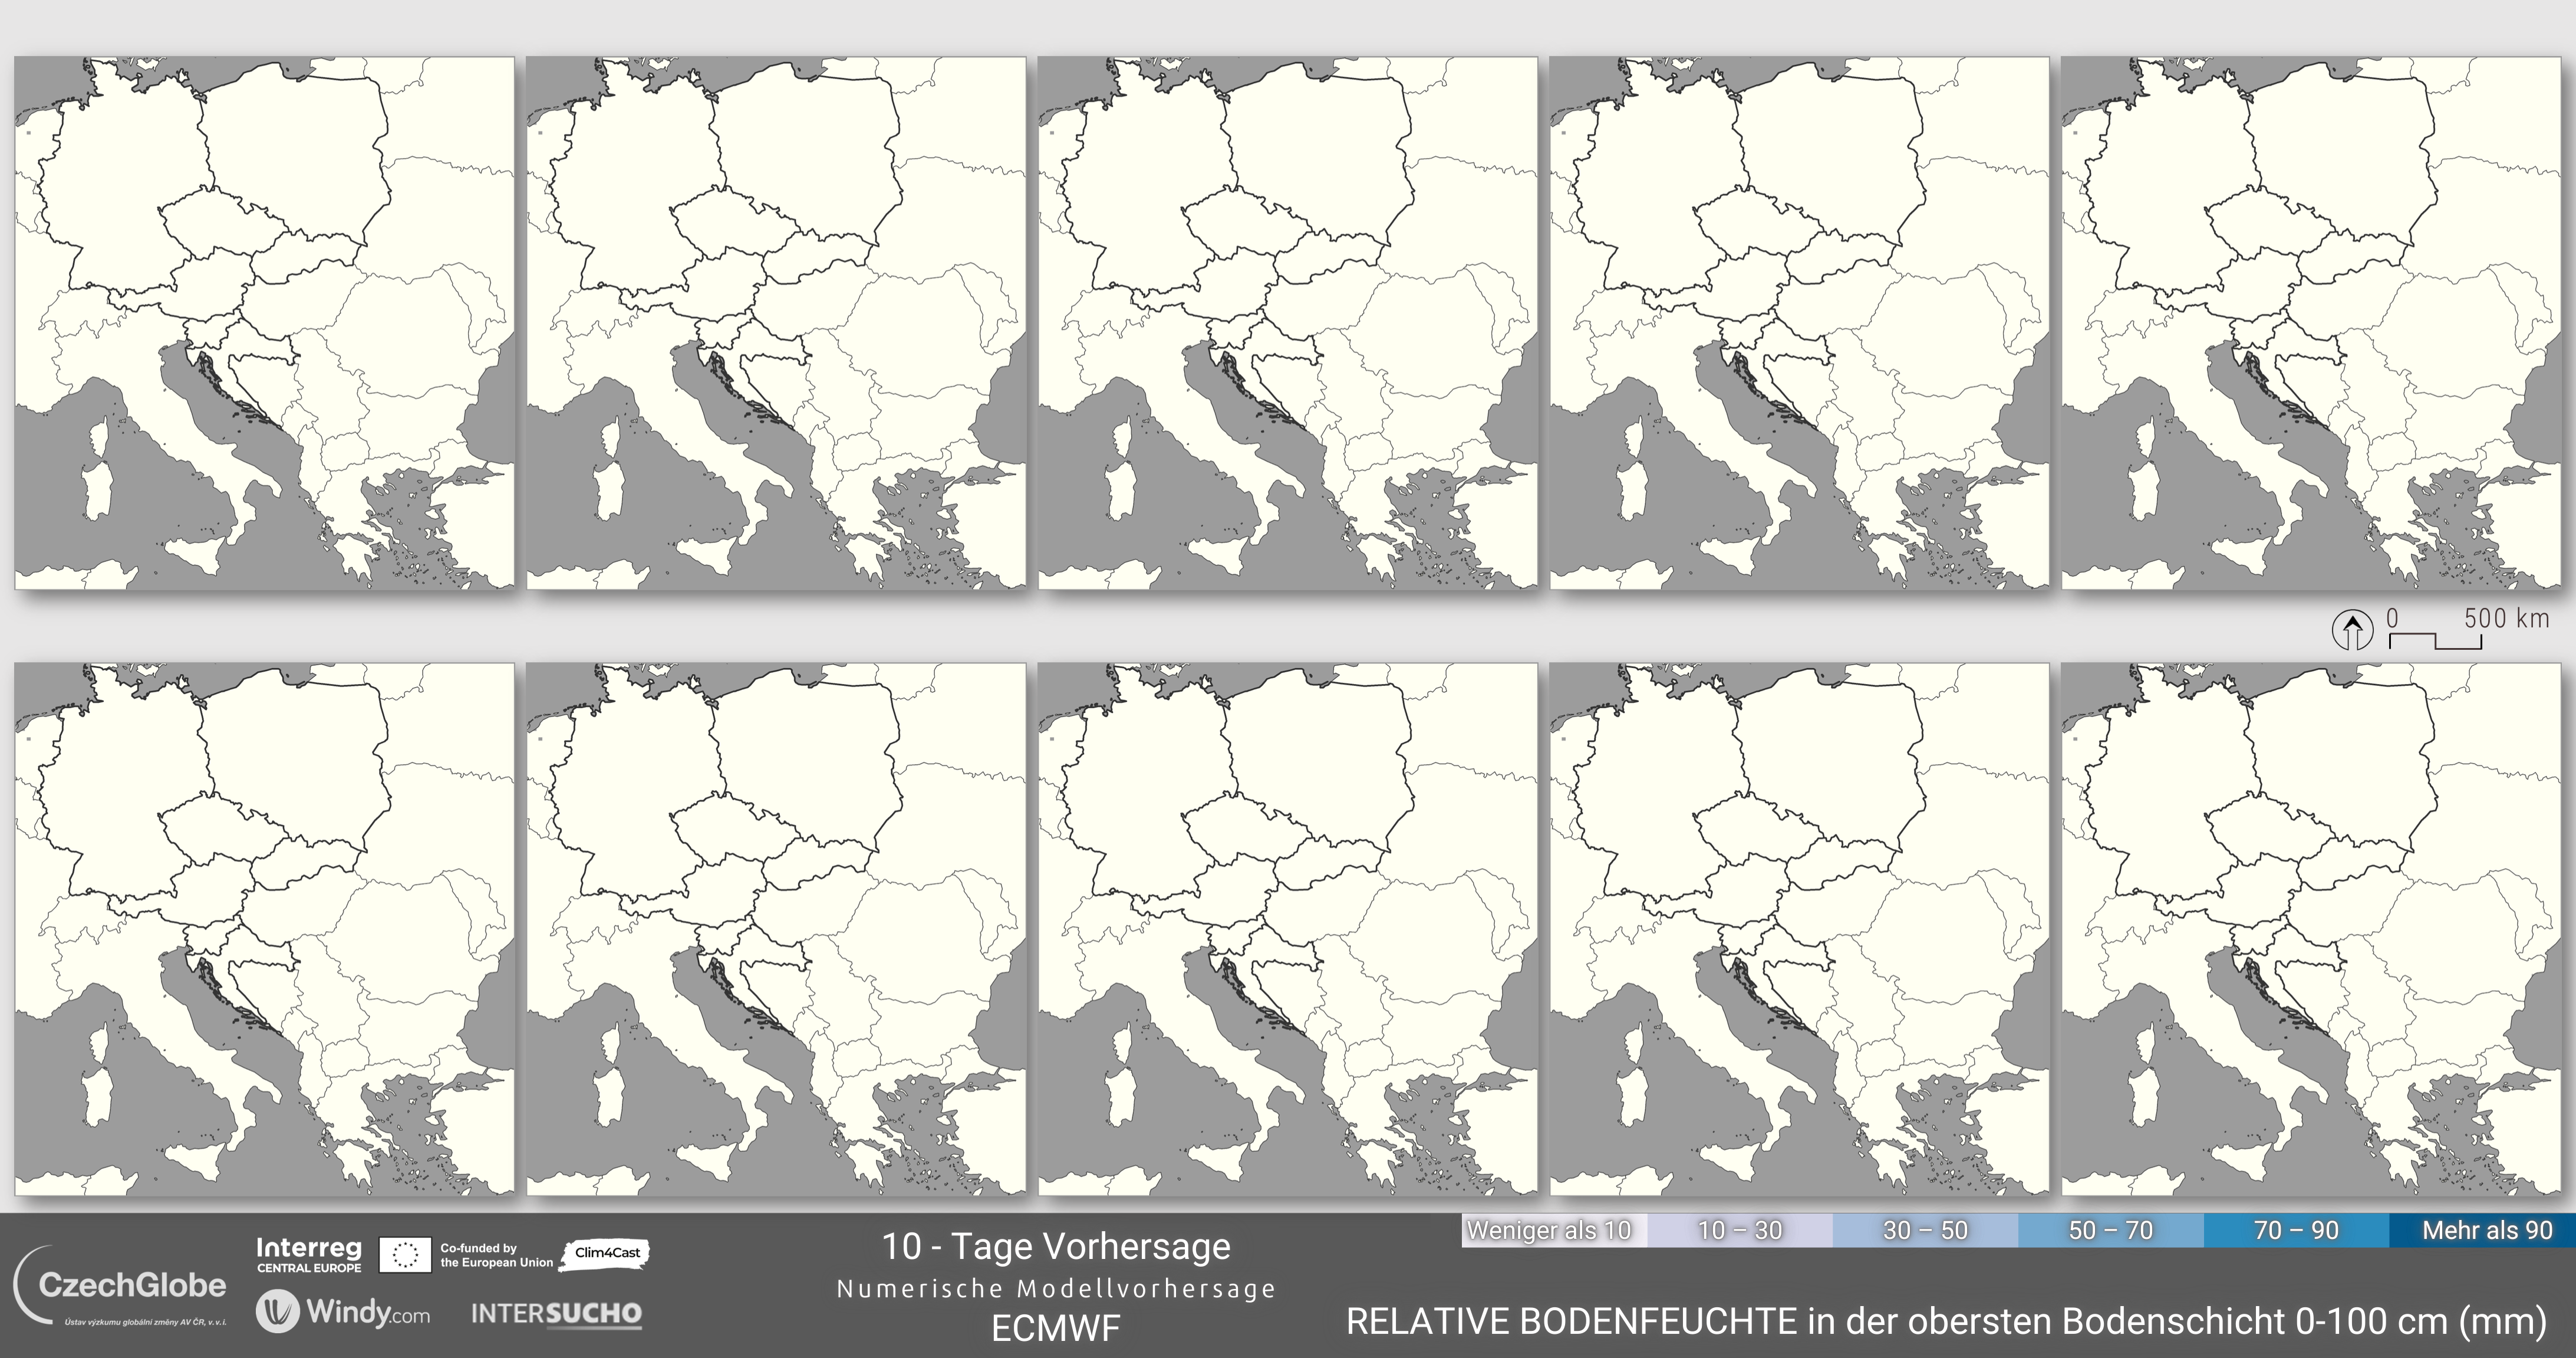 0 500 km
Weniger als 10
10 – 30
30 – 50
50 – 70
70 – 90
Mehr als 90
Interreg
CENTRAL EUROPE
Co-funded by
the European Union
Clim4Cast
CzechGlobe
Ústav výzkumu globální změny AV ČR, v. v. i.
Windy.com
INTERSUCHO
10 - Tage Vorhersage
Numerische Modellvorhersage
ECMWF
RELATIVE BODENFEUCHTE in der obersten Bodenschicht 0-100 cm (mm)